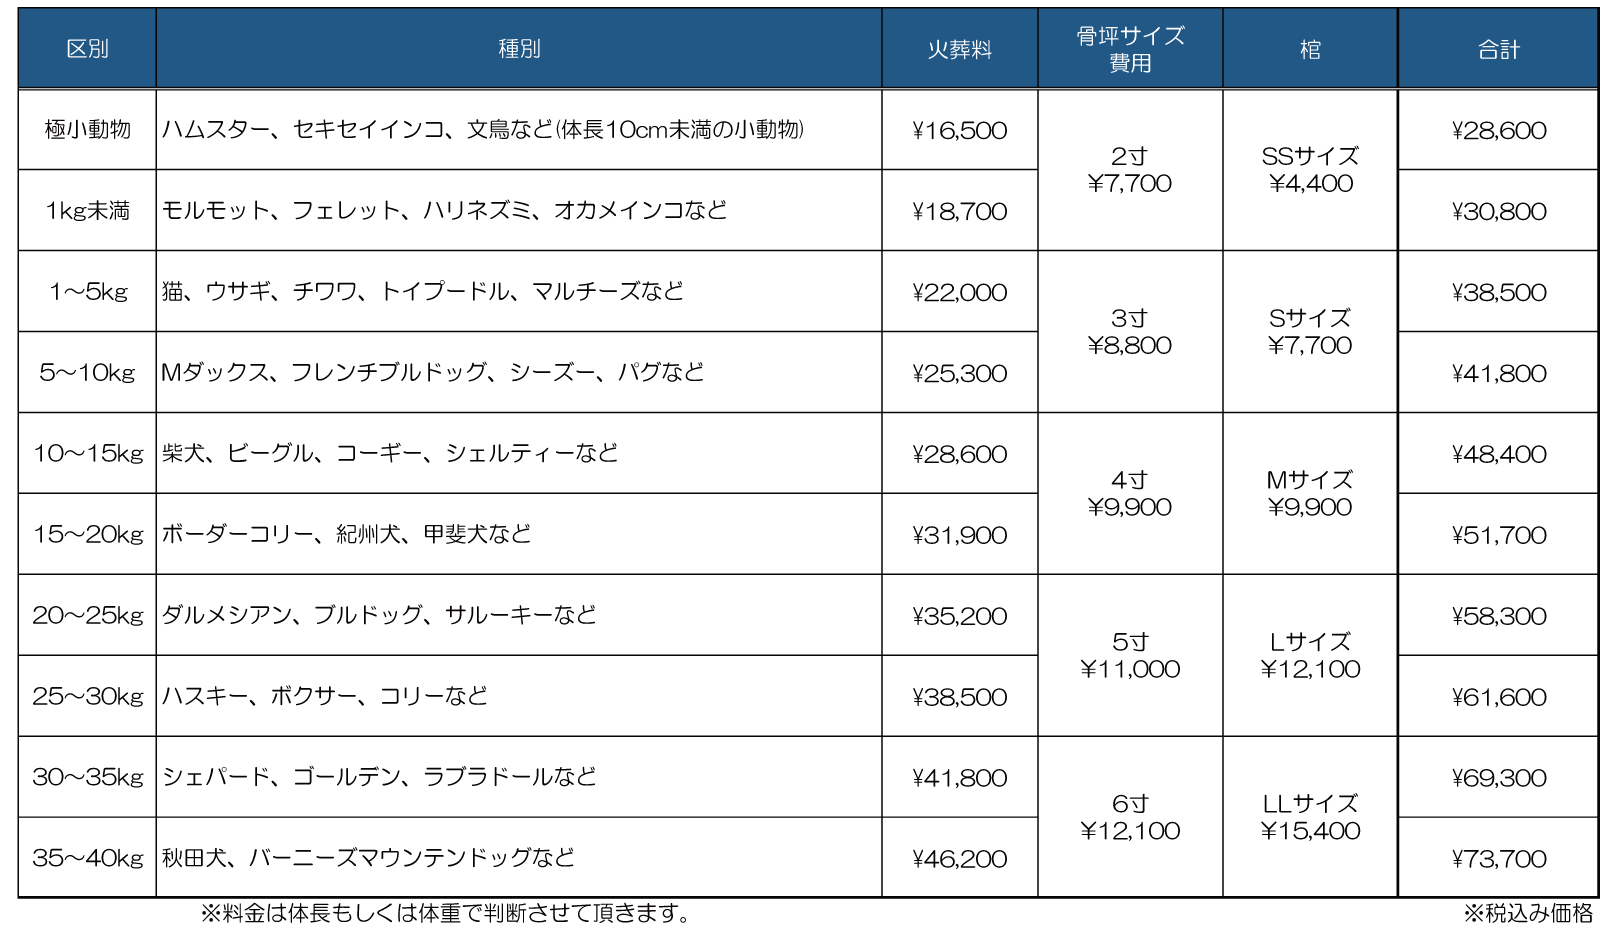 区別 種別 火葬料 骨坪サイズ費用 棺 合計
極小動物 ハムスター、セキセイインコ、文鳥など(体長10cm未満の小動物) ¥16,500 2寸 ¥7,700 SSサイズ ¥4,400 ¥28,600
1kg未満 モルモット、フェレット、ハリネズミ、オカメインコなど ¥18,700 ¥30,800
1〜5kg 猫、ウサギ、チワワ、トイプードル、マルチーズなど ¥22,000 3寸 ¥8,800 Sサイズ ¥7,700 ¥38,500
5〜10kg Mダックス、フレンチブルドッグ、シーズー、パグなど ¥25,300 ¥41,800
10〜15kg 柴犬、ビーグル、コーギー、シェルティーなど ¥28,600 4寸 ¥9,900 Mサイズ ¥9,900 ¥48,400
15〜20kg ボーダーコリー、紀州犬、甲斐犬など ¥31,900 ¥51,700
20〜25kg ダルメシアン、ブルドッグ、サルーキーなど ¥35,200 5寸 ¥11,000 Lサイズ ¥12,100 ¥58,300
25〜30kg ハスキー、ボクサー、コリーなど ¥38,500 ¥61,600
30〜35kg シェパード、ゴールデン、ラブラドールなど ¥41,800 6寸 ¥12,100 LLサイズ ¥15,400 ¥69,300
35〜40kg 秋田犬、バーニーズマウンテンドッグなど ¥46,200 ¥73,700
※料金は体長もしくは体重で判断させて頂きます。 ※税込み価格